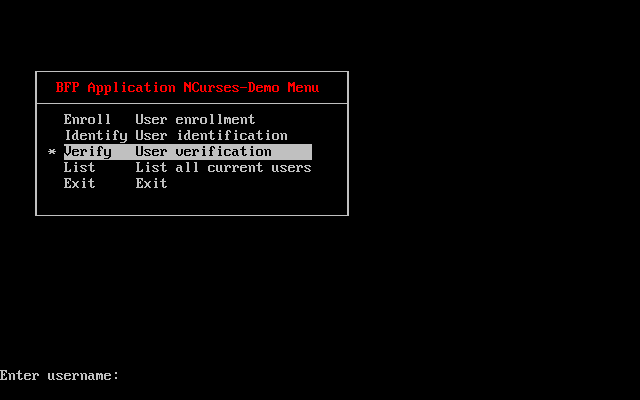 BFP Application NCurses-Demo Menu
Enroll User enrollment
Identify User identification
* Verify User verification
List List all current users
Exit Exit
Enter username: